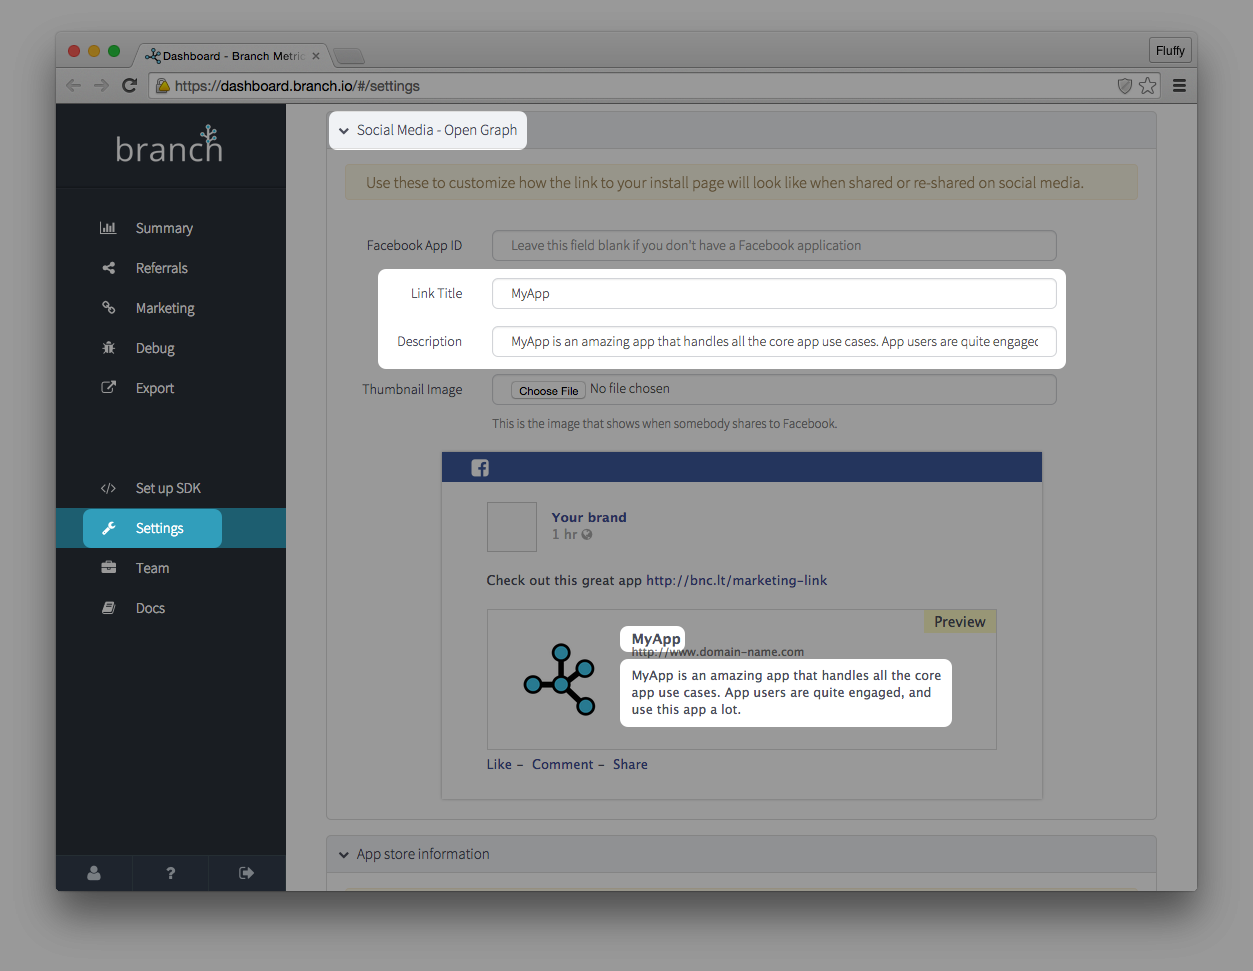 Fluffy
Dashboard - Branch Metric
https://dashboard.branch.io/#/settings
branch
Summary
Referrals
Marketing
Debug
Export
Set up SDK
Settings
Team
Docs
?
Social Media - Open Graph
Use these to customize how the link to your install page will look like when shared or re-shared on social media.
Facebook App ID Leave this field blank if you don't have a Facebook application
Link Title MyApp
Description MyApp is an amazing app that handles all the core app use cases. App users are quite engaged
Thumbnail Image Choose File No file chosen
This is the image that shows when somebody shares to Facebook.
f
Your brand
1 hr
Check out this great app http://bnc.lt/marketing-link
Preview
MyApp
http://www.domain-name.com
MyApp is an amazing app that handles all the core
app use cases. App users are quite engaged, and
use this app a lot.
Like - Comment - Share
App store information